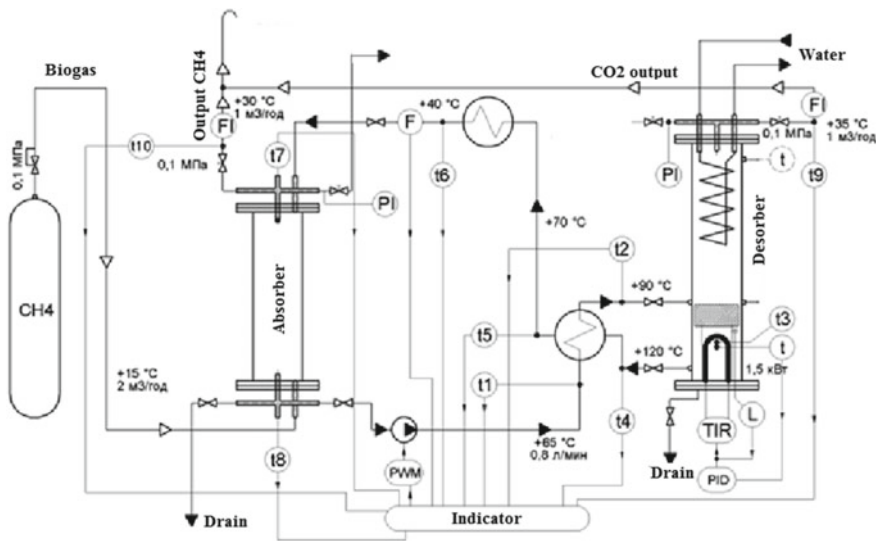 Biogas
Output CH4
FI
+30 °C
1 м3/год
t10
0,1 МПа
t7
0,1 МПа
CH4
Absorber
PI
+15 °C
2 м3/год
t8
Drain
F
+40 °C
t6
+70 °C
t5
t1
t2
+90 °C
+120 °C
t4
+65 °C
0,8 л/мин
PWM
Indicator
CO2 output
Water
FI
+35 °C
1 м3/год
0,1 МПа
PI
t
t9
Desorber
t3
t
1,5 кВт
L
TIR
PID
Drain